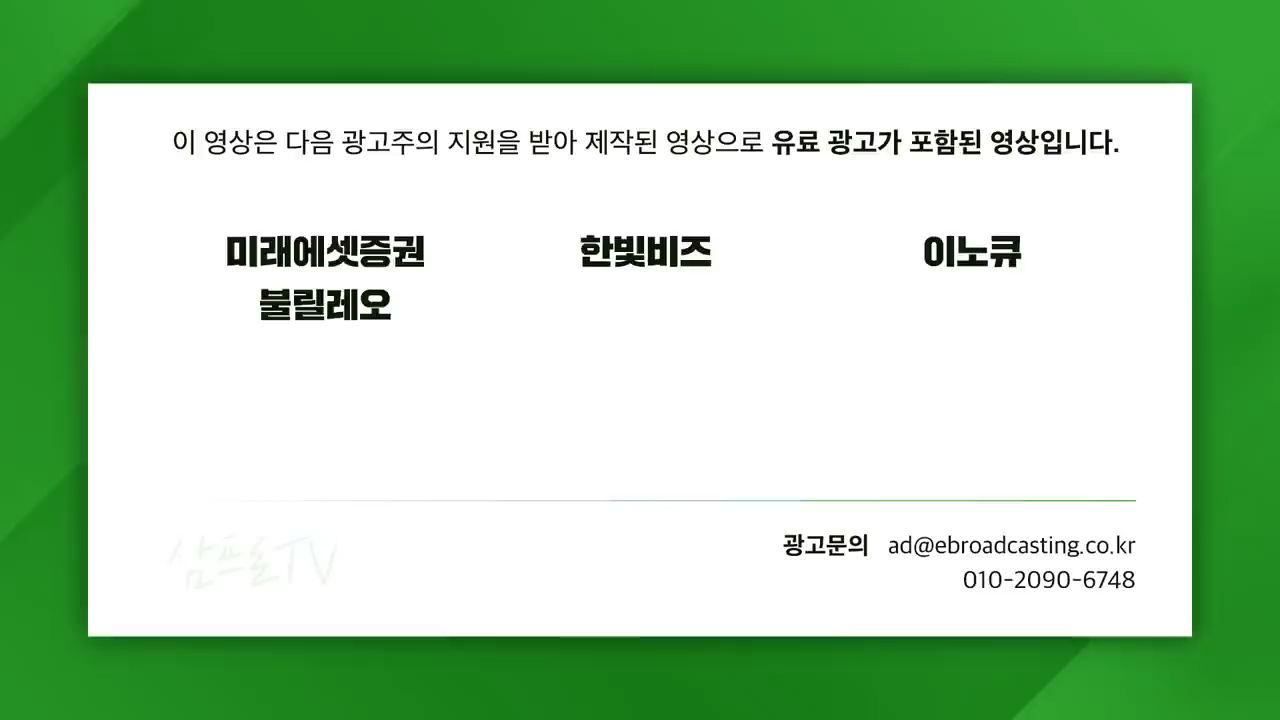 이 영상은 다음 광고주의 지원을 받아 제작된 영상으로 유료 광고가 포함된 영상입니다.
미래에셋증권 한빛비즈 이노큐
불릴레오
삼프로TV
광고문의 ad@ebroadcasting.co.kr
010-2090-6748